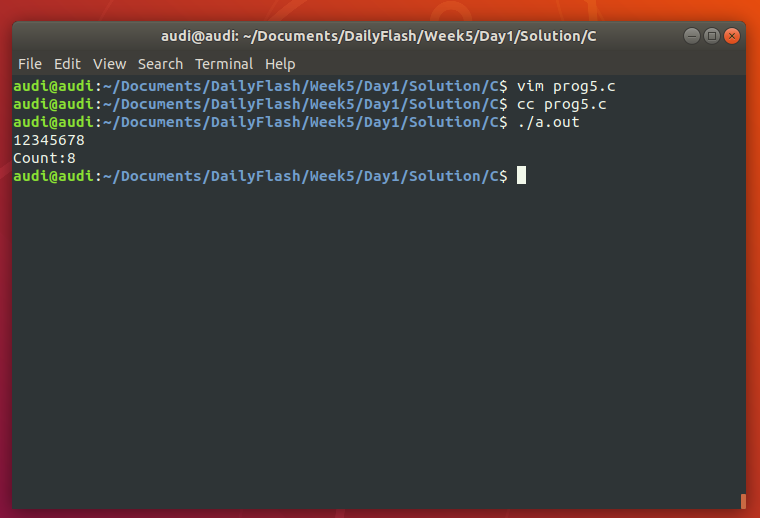 audi@audi: ~/Documents/DailyFlash/Week5/Day1/Solution/C
File Edit View Search Terminal Help
audi@audi:~/Documents/DailyFlash/Week5/Day1/Solution/C$ vim prog5.c
audi@audi:~/Documents/DailyFlash/Week5/Day1/Solution/C$ cc prog5.c
audi@audi:~/Documents/DailyFlash/Week5/Day1/Solution/C$ ./a.out
12345678
Count:8
audi@audi:~/Documents/DailyFlash/Week5/Day1/Solution/C$